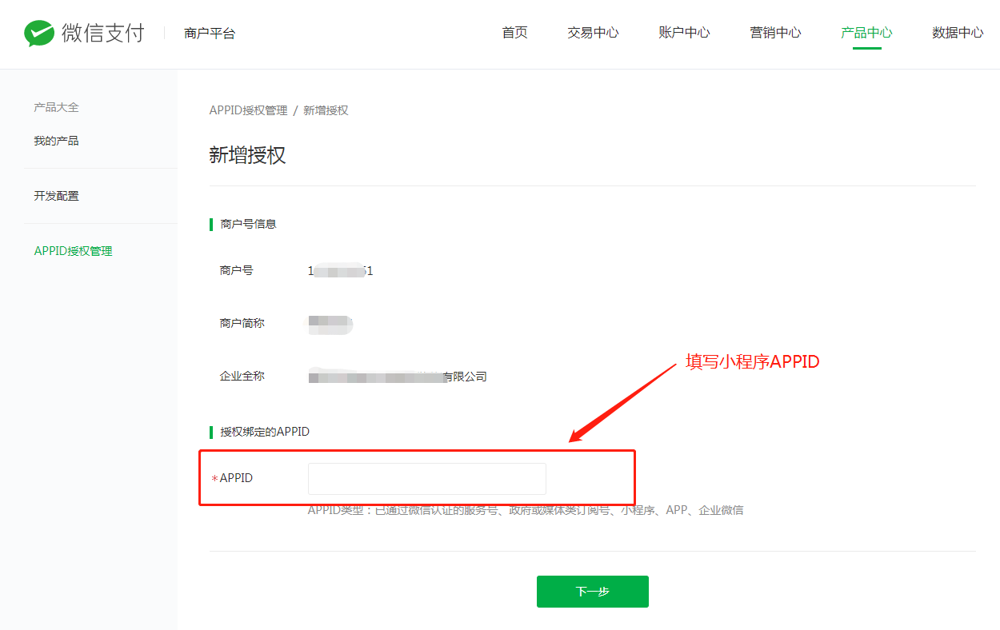 微信支付 商户平台 首页 交易中心 账户中心 营销中心 产品中心 数据中心
产品大全
我的产品
开发配置
APPID授权管理
APPID授权管理 / 新增授权
新增授权
商户号信息
商户号 1 51
商户简称
企业全称 有限公司
填写小程序APPID
授权绑定的APPID
*APPID
APPID类型：已通过微信认证的服务号、政府或媒体类订阅号、小程序、APP、企业微信
下一步